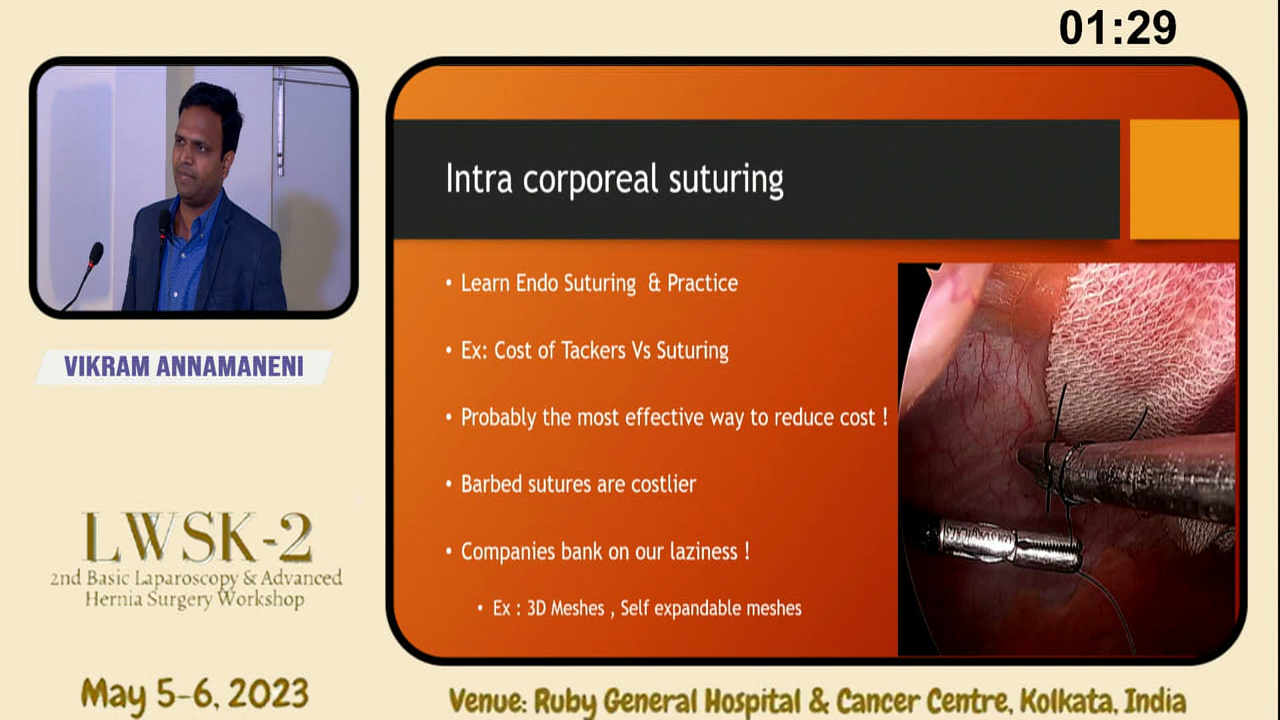 01:29
VIKRAM ANNAMANENI
LWSK-2
2nd Basic Laparoscopy & Advanced
Hernia Surgery Workshop
May 5-6, 2023
Intra corporeal suturing
• Learn Endo Suturing & Practice
• Ex: Cost of Tackers Vs Suturing
• Probably the most effective way to reduce cost !
• Barbed sutures are costlier
• Companies bank on our laziness !
• Ex : 3D Meshes , Self expandable meshes
Venue: Ruby General Hospital & Cancer Centre, Kolkata, India